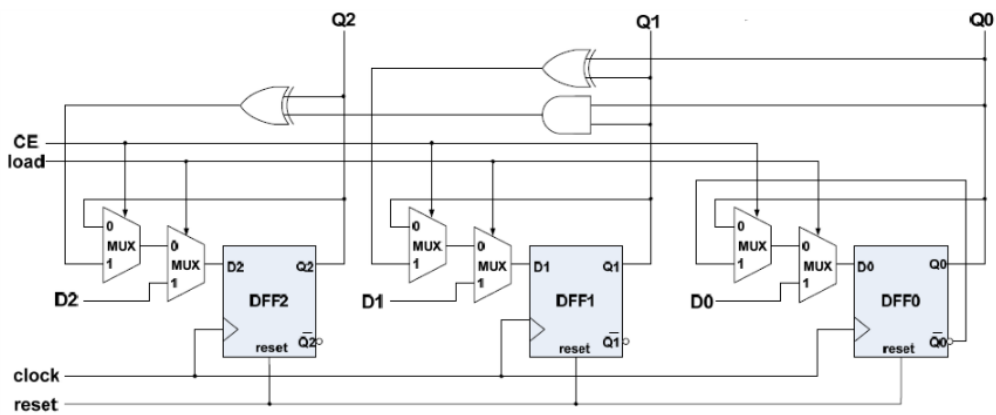 Q2 Q1 Q0
CE
load
0 0 0
MUX 0 MUX 0 MUX 0
1 MUX D2 Q2 1 MUX D1 Q1 1 MUX D0 Q0
D2 1 DFF2 D1 1 DFF1 D0 1 DFF0
reset Q̅2 reset Q̅1 reset Q̅0
clock
reset